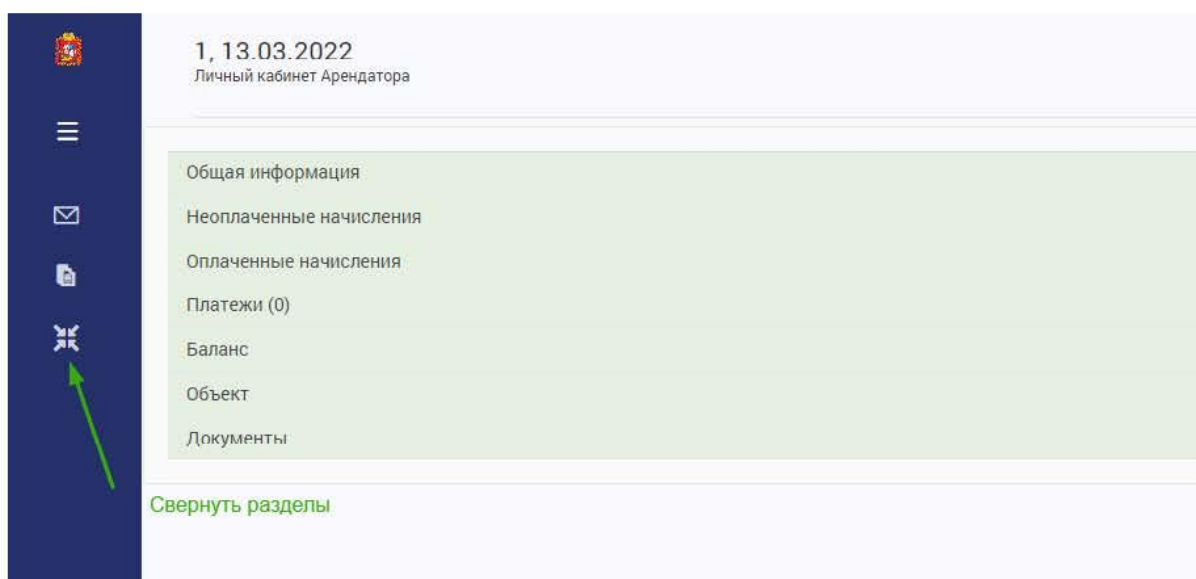 1, 13.03.2022
Личный кабинет Арендатора
Общая информация
Неоплаченные начисления
Оплаченные начисления
Платежи (0)
Баланс
Объект
Документы
Свернуть разделы